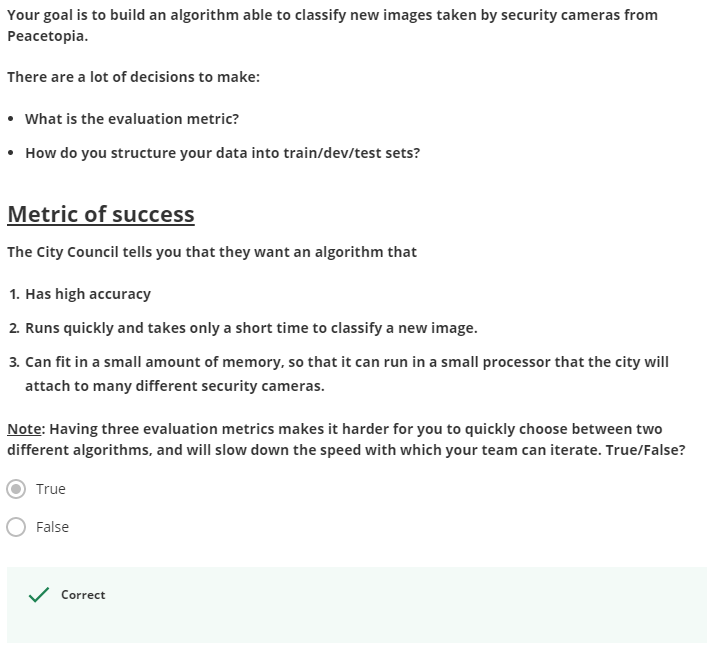 Your goal is to build an algorithm able to classify new images taken by security cameras from
Peacetopia.
There are a lot of decisions to make:
• What is the evaluation metric?
• How do you structure your data into train/dev/test sets?
Metric of success
The City Council tells you that they want an algorithm that
1. Has high accuracy
2. Runs quickly and takes only a short time to classify a new image.
3. Can fit in a small amount of memory, so that it can run in a small processor that the city will
attach to many different security cameras.
Note: Having three evaluation metrics makes it harder for you to quickly choose between two
different algorithms, and will slow down the speed with which your team can iterate. True/False?
True
False
Correct